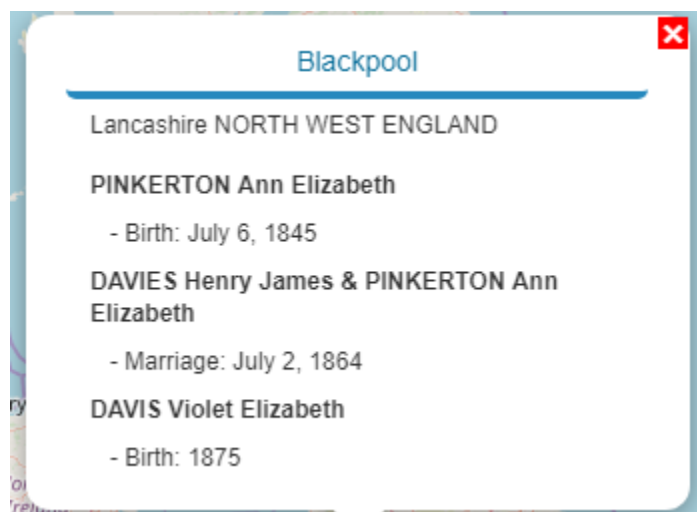 Blackpool
Lancashire NORTH WEST ENGLAND
PINKERTON Ann Elizabeth
- Birth: July 6, 1845
DAVIES Henry James & PINKERTON Ann
Elizabeth
- Marriage: July 2, 1864
DAVIS Violet Elizabeth
- Birth: 1875